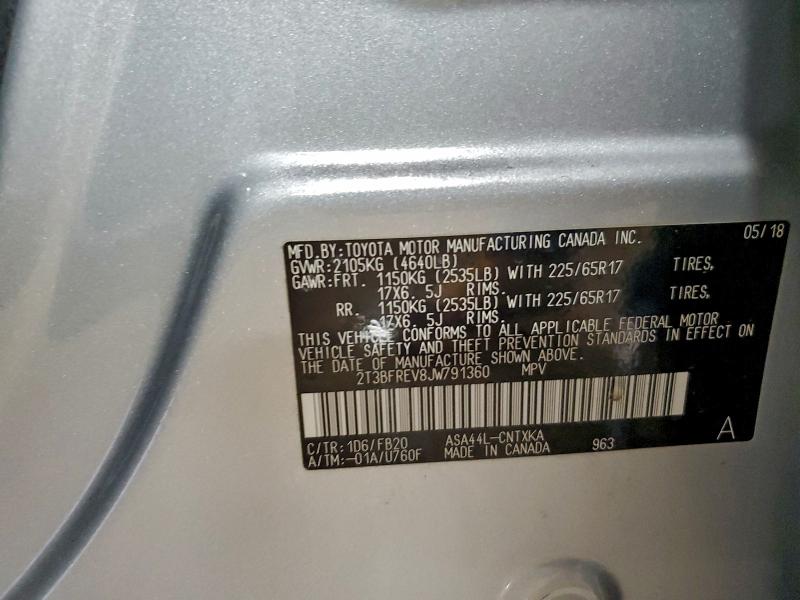 MFD.BY:TOYOTA MOTOR MANUFACTURING CANADA INC. 05/18
GVWR:2105KG (4640LB)
GAWR:FRT. 1150KG (2535LB) WITH 225/65R17 TIRES,
17X6. 5J RIMS.
RR. 1150KG (2535LB) WITH 225/65R17 TIRES,
17X6. 5J RIMS.
THIS VEHICLE CONFORMS TO ALL APPLICABLE FEDERAL MOTOR
VEHICLE SAFETY AND THEFT PREVENTION STANDARDS IN EFFECT ON
THE DATE OF MANUFACTURE SHOWN ABOVE.
2T3BFREV8JW791360 MPV
C/TR:1D6/FB20 ASA44L-CNTXKA 963 A
A/TM:-01A/U760F MADE IN CANADA